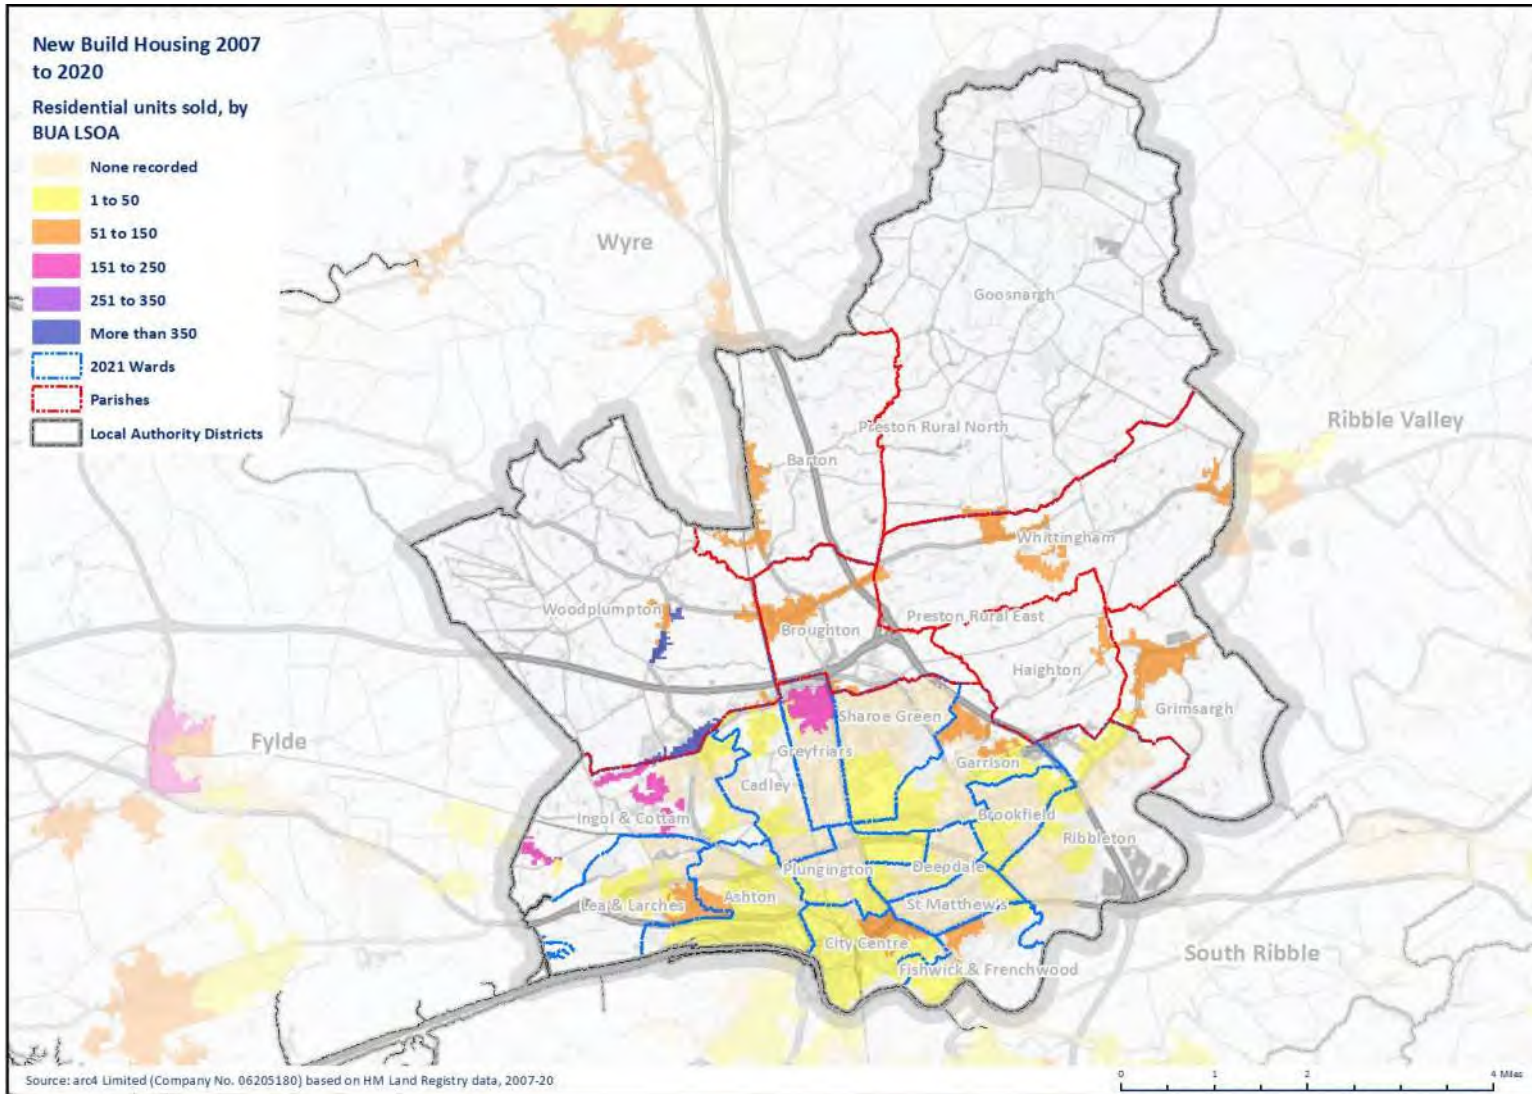 New Build Housing 2007
to 2020
Residential units sold, by
BUA LSOA
None recorded
1 to 50
51 to 150
151 to 250
251 to 350
More than 350
2021 Wards
Parishes
Local Authority Districts
Wyre
Goosnargh
Ribble Valley
Preston Rural North
Barton
Whittingham
Woodplumpton
Preston Rural East
Broughton
Haighton
Grimsargh
Sharoe Green
Fylde
Greyfriars
Garrison
Cadley
Ingol & Cottam
Brookfield
Ribbleton
Plungington
Deepdale
Ashton
Lea & Larches
St Matthew's
City Centre
South Ribble
Fishwick & Frenchwood
Source: arc4 Limited (Company No. 06205180) based on HM Land Registry data, 2007-20
0 1 2 4 Miles